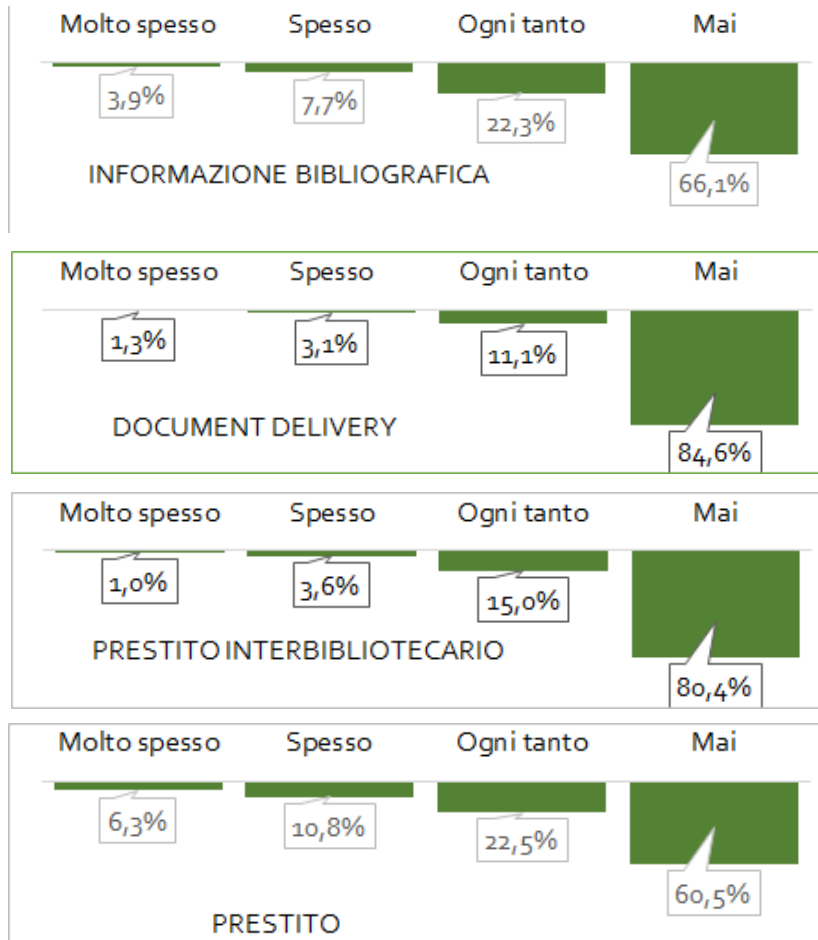 Molto spesso Spesso Ogni tanto Mai
3,9% 7,7% 22,3% 66,1%
INFORMAZIONE BIBLIOGRAFICA
Molto spesso Spesso Ogni tanto Mai
1,3% 3,1% 11,1% 84,6%
DOCUMENT DELIVERY
Molto spesso Spesso Ogni tanto Mai
1,0% 3,6% 15,0% 80,4%
PRESTITO INTERBIBLIOTECARIO
Molto spesso Spesso Ogni tanto Mai
6,3% 10,8% 22,5% 60,5%
PRESTITO